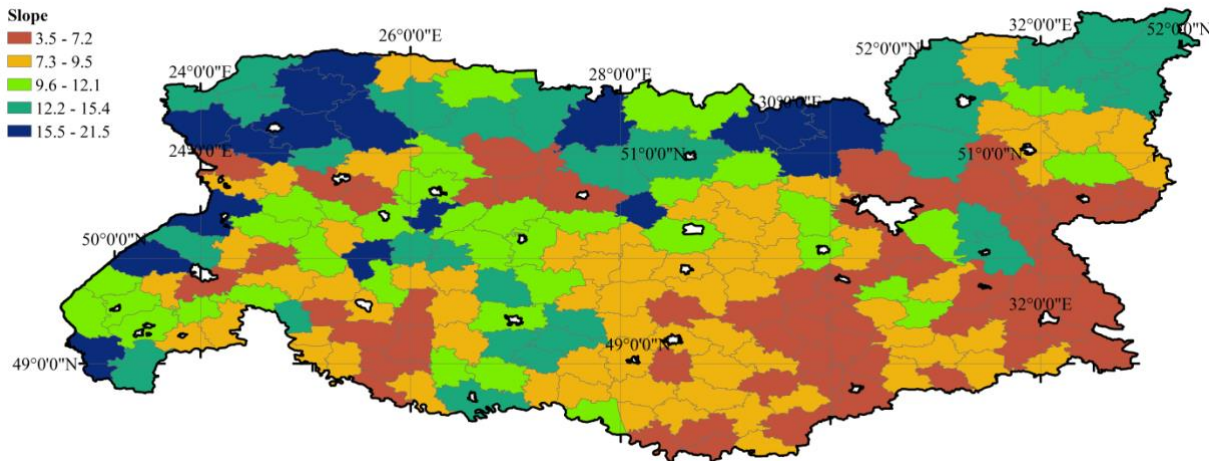 Slope
3.5 - 7.2
7.3 - 9.5
9.6 - 12.1
12.2 - 15.4
15.5 - 21.5
26°0'0"E
32°0'0"E
52°0'0"N
52°0'0"N
24°0'0"E
28°0'0"E
30°0'0"E
24°0'0"E
51°0'0"N
51°0'0"N
50°0'0"N
32°0'0"E
49°0'0"N
49°0'0"N